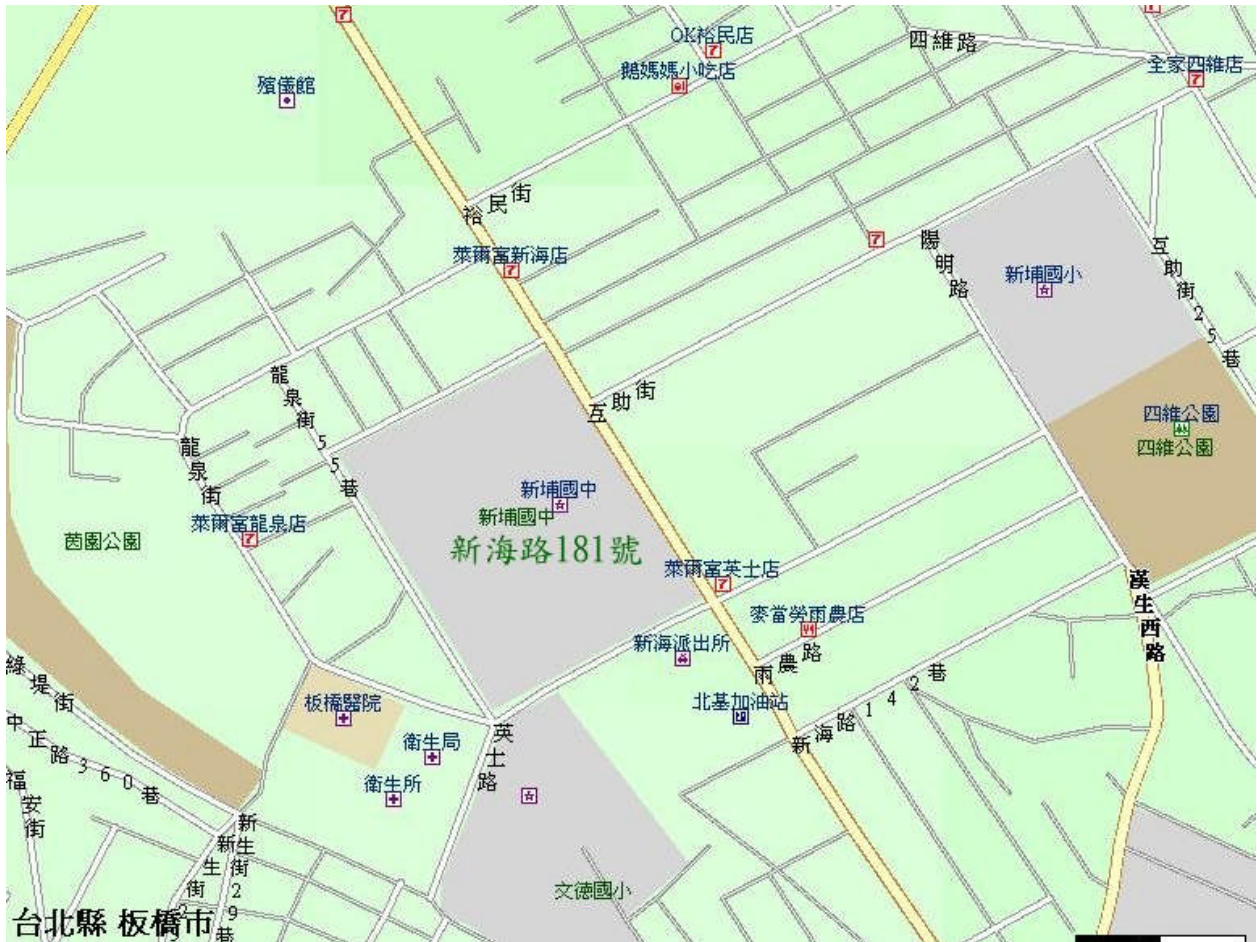 OK裕民店
四維路
鵝媽媽小吃店
全家四維店
殯儀館
裕民街
萊爾富新海店
陽明路
新埔國小
互助街25巷
龍泉街55巷
互助街
四維公園
四維公園
龍泉街
新埔國中
新埔國中
萊爾富龍泉店
茵園公園
新海路181號
萊爾富英士店
漢生西路
麥當勞雨農店
新海派出所
雨農路
綠堤街
板橋醫院
北基加油站
新海路142巷
中正路360巷
衛生局
英士路
衛生所
福安街
新生街29巷
新生街2
文德國小
台北縣 板橋市